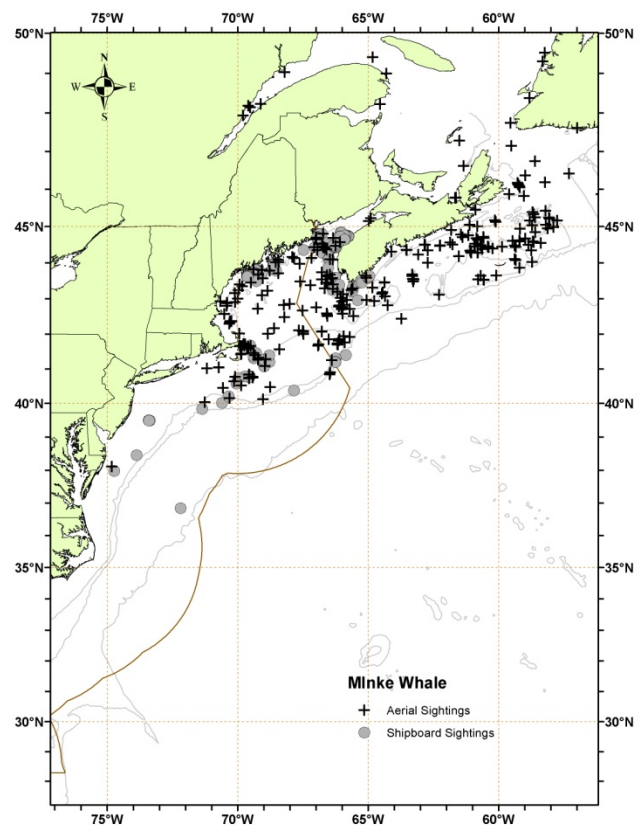 75°W 70°W 65°W 60°W
50°N 50°N
N
W E
S
45°N 45°N
40°N 40°N
35°N 35°N
MInke Whale
Aerial Sightings
Shipboard Sightings
30°N 30°N
75°W 70°W 65°W 60°W